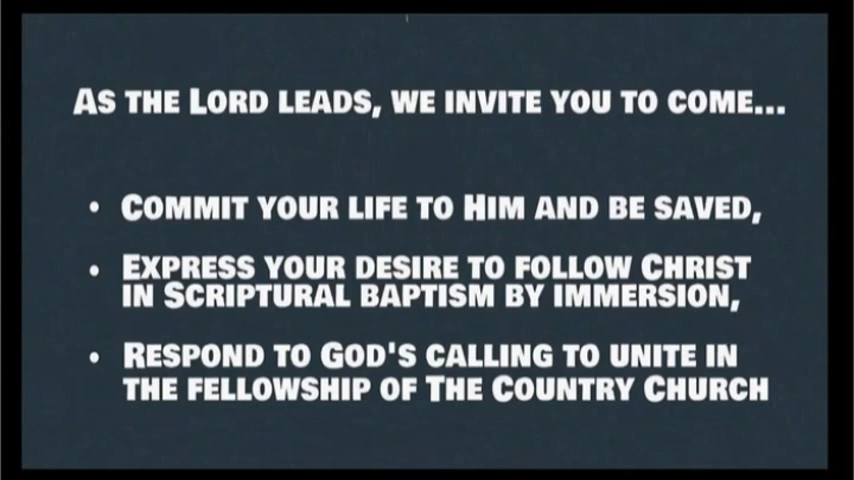 As the Lord leads, we invite you to come...
• Commit your life to Him and be saved,
• Express your desire to follow Christ
in Scriptural baptism by immersion,
• Respond to God's calling to unite in
the fellowship of The Country Church